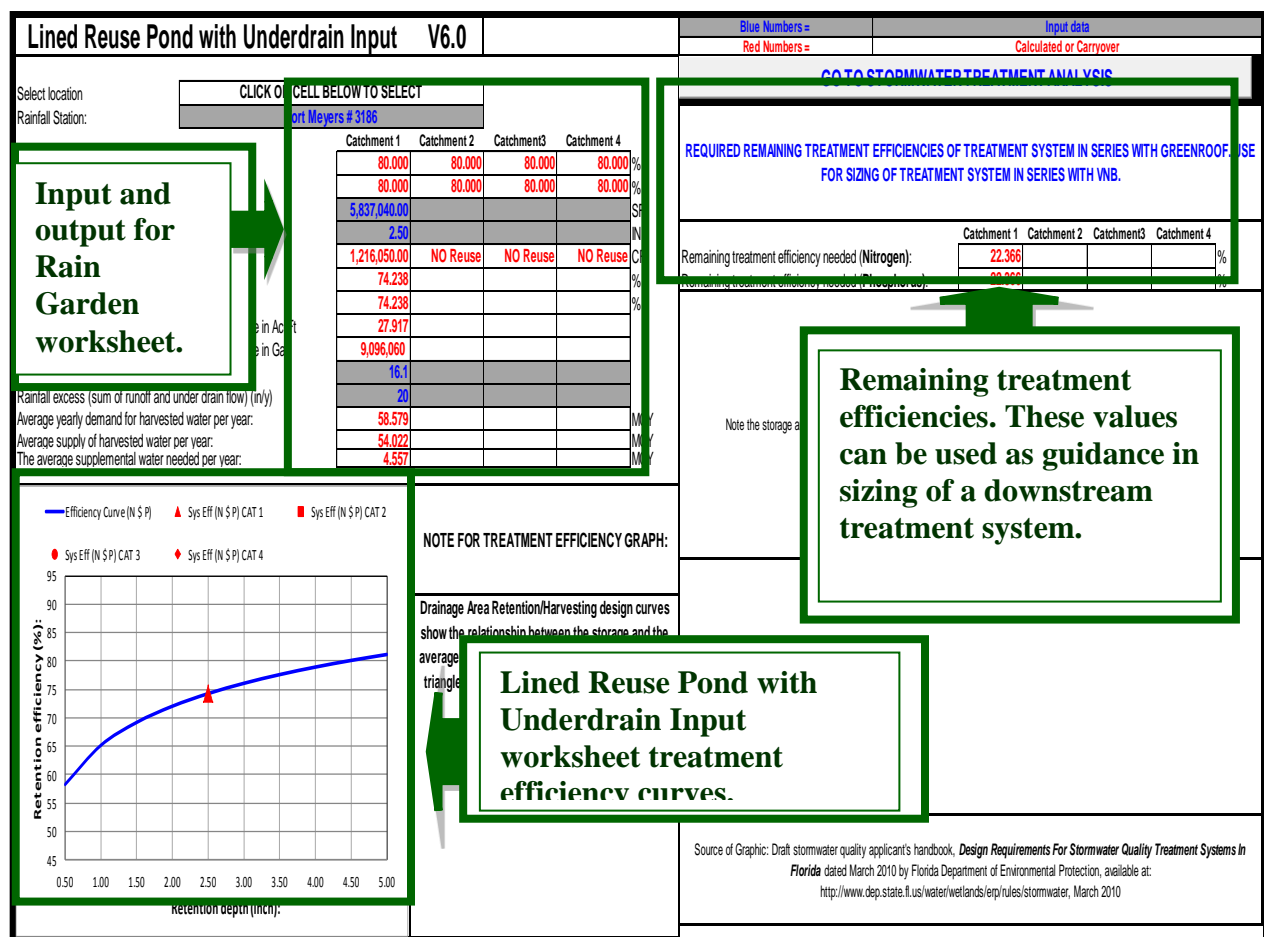 Lined Reuse Pond with Underdrain Input V6.0
Blue Numbers = Input data
Red Numbers = Calculated or Carryover
GO TO STORMWATER TREATMENT ANALYSIS
Select location CLICK ON CELL BELOW TO SELECT
Rainfall Station: ort Meyers # 3186
Catchment 1 Catchment 2 Catchment3 Catchment 4
80.000 80.000 80.000 80.000 %
80.000 80.000 80.000 80.000 %
5,837,040.00
2.50 IN
1,216,050.00 NO Reuse NO Reuse NO Reuse
74.238 %
74.238 %
e in Ac Ft 27.917
e in Ga 9,096,060
16.1
Rainfall excess (sum of runoff and under drain flow) (in/y) 20
Average yearly demand for harvested water per year: 58.579
Average supply of harvested water per year: 54.022
The average supplemental water needed per year: 4.557
Input and
output for
Rain
Garden
worksheet.
REQUIRED REMAINING TREATMENT EFFICIENCIES OF TREATMENT SYSTEM IN SERIES WITH GREENROOF. USE
FOR SIZING OF TREATMENT SYSTEM IN SERIES WITH VNB.
Catchment 1 Catchment 2 Catchment3 Catchment 4
Remaining treatment efficiency needed (Nitrogen): 22.366 %
Remaining treatment efficiency needed (Phosphorus): 22.366 %
Note the storage a
Remaining treatment
efficiencies. These values
can be used as guidance in
sizing of a downstream
treatment system.
Efficiency Curve (N $ P) Sys Eff (N $ P) CAT 1 Sys Eff (N $ P) CAT 2
Sys Eff (N $ P) CAT 3 Sys Eff (N $ P) CAT 4
Retention efficiency (%):
95
90
85
80
75
70
65
60
55
50
45
0.50 1.00 1.50 2.00 2.50 3.00 3.50 4.00 4.50 5.00
Retention depth (inch):
NOTE FOR TREATMENT EFFICIENCY GRAPH:
Drainage Area Retention/Harvesting design curves
show the relationship between the storage and the
average
triangle
Lined Reuse Pond with
Underdrain Input
worksheet treatment
efficiency curves.
Source of Graphic: Draft stormwater quality applicant's handbook, Design Requirements For Stormwater Quality Treatment Systems In
Florida dated March 2010 by Florida Department of Environmental Protection, available at:
http://www.dep.state.fl.us/water/wetlands/erp/rules/stormwater, March 2010